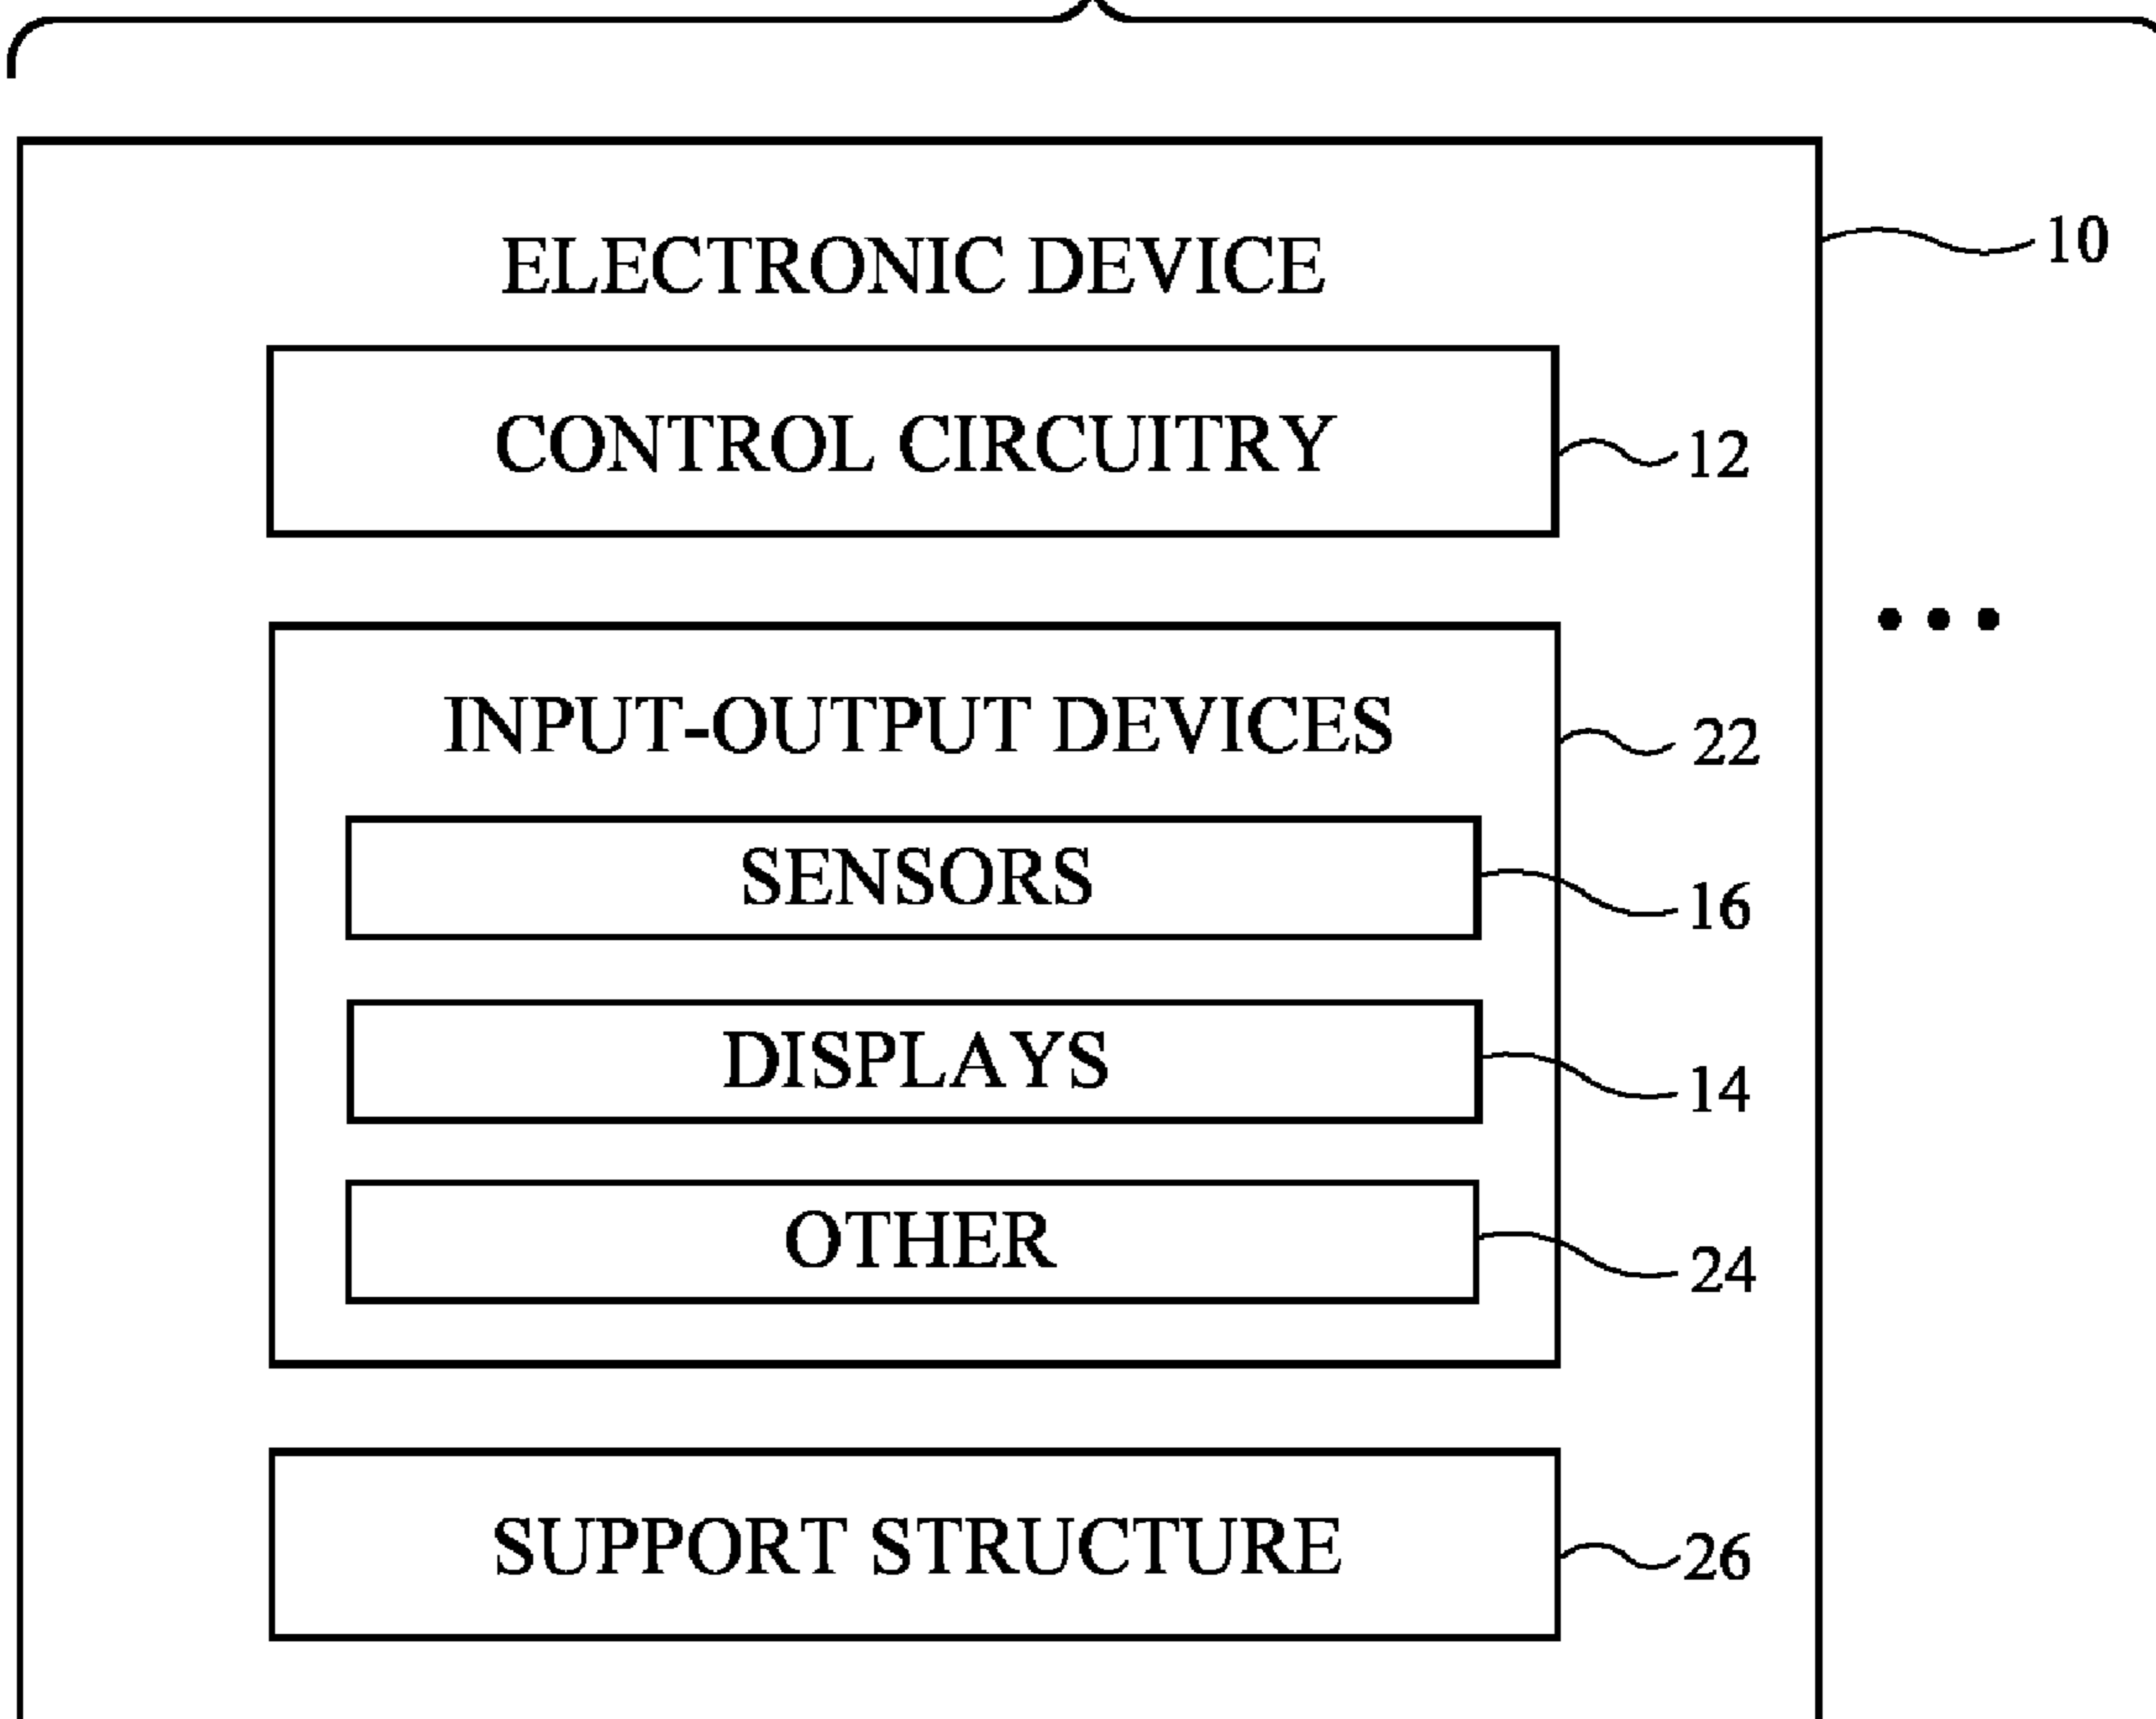 ELECTRONIC DEVICE
10
CONTROL CIRCUITRY
12
INPUT-OUTPUT DEVICES
22
SENSORS
16
DISPLAYS
14
OTHER
24
SUPPORT STRUCTURE
26